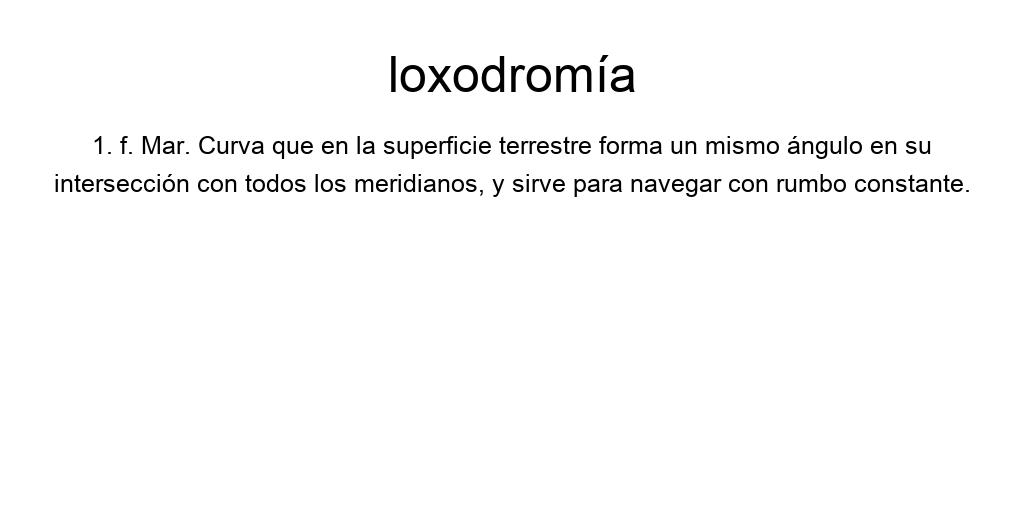 loxodromía
1. f. Mar. Curva que en la superficie terrestre forma un mismo ángulo en su
intersección con todos los meridianos, y sirve para navegar con rumbo constante.